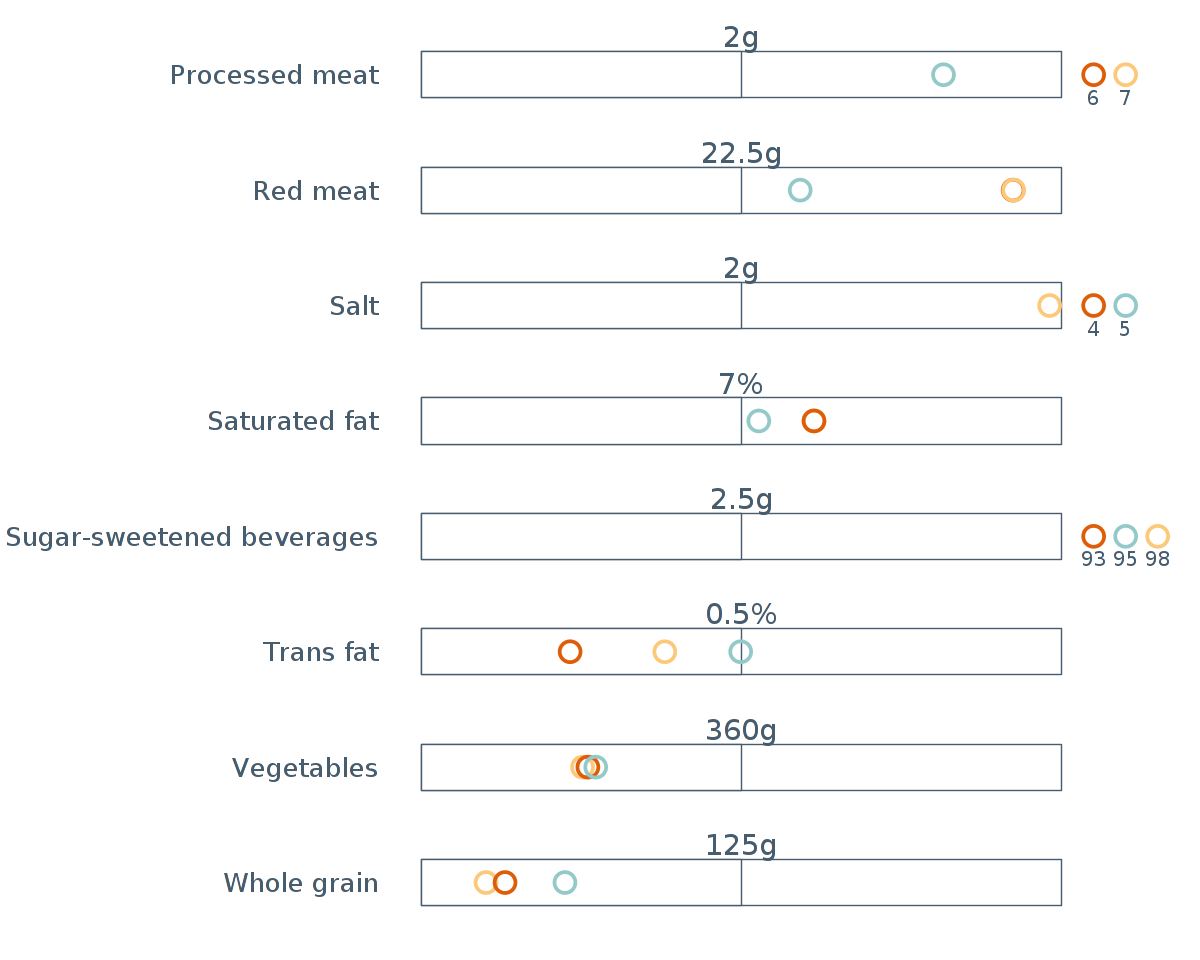 2g
Processed meat
6 7
22.5g
Red meat
2g
Salt
4 5
7%
Saturated fat
2.5g
Sugar-sweetened beverages
93 95 98
0.5%
Trans fat
360g
Vegetables
125g
Whole grain